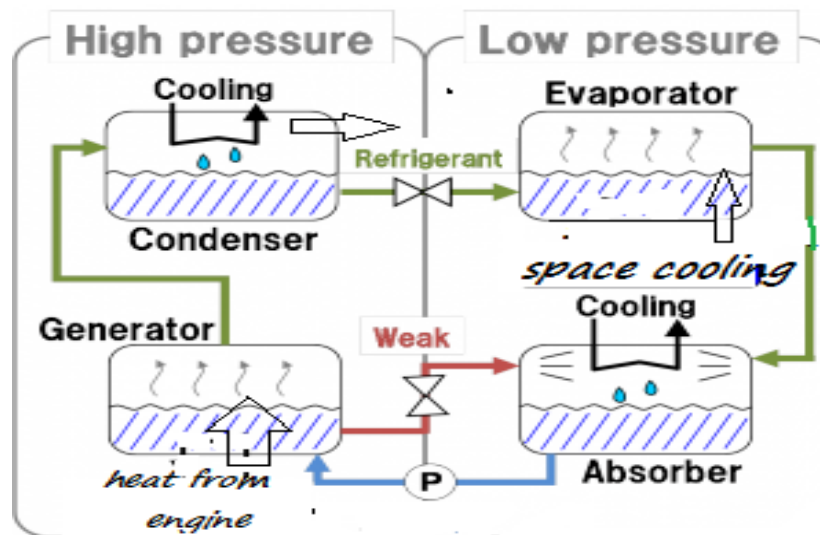 High pressure
Low pressure
Cooling
Evaporator
Refrigerant
Condenser
space cooling
Generator
Weak
Cooling
heat from
engine
P
Absorber